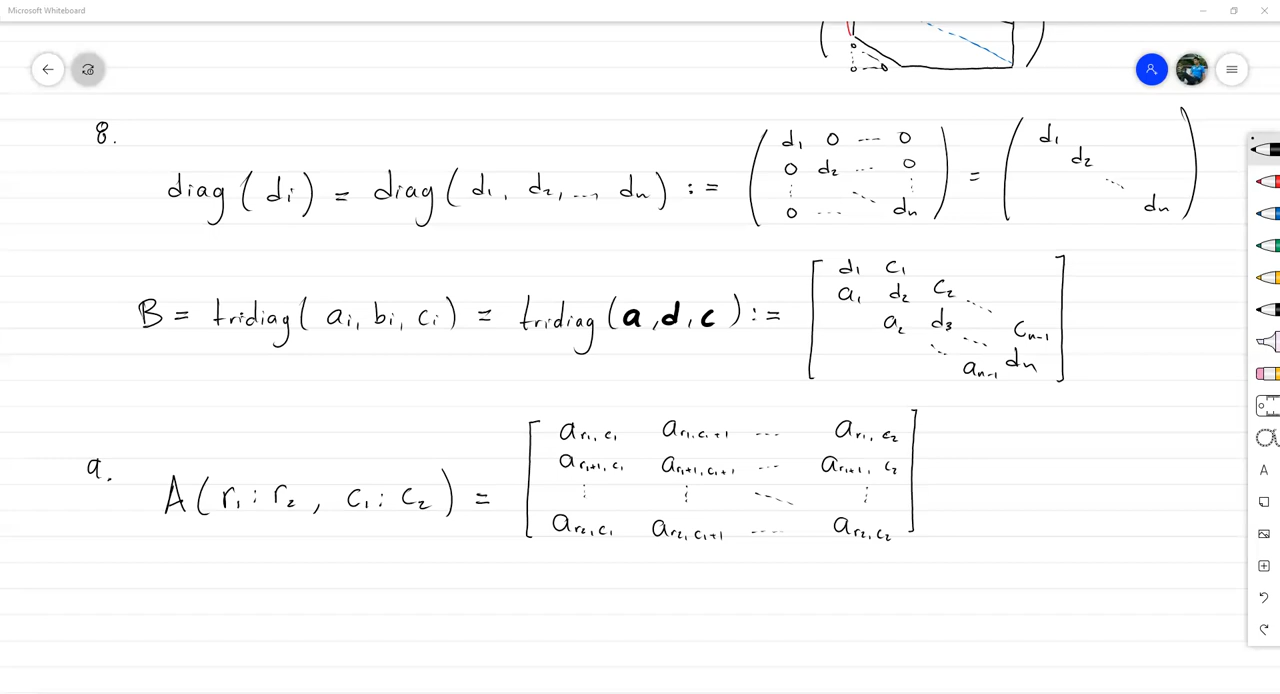 Microsoft Whiteboard
8.
diag(di) = diag(d1, d2, ... dn) := ( d1 0 --- 0 ) = ( d1 )
( 0 d2 ... 0 ) ( d2 )
( ⋮ ⋱ ⋮ ) ( ⋱ )
( 0 ... dn ) ( dn )
B = tridiag( ai, bi, ci) = tridiag(a, d, c) := [ d1 c1 ]
[ a1 d2 c2 ⋱ ]
[ a2 d3 ⋱ cn-1 ]
[ ⋱ an-1 dn ]
9.
A(r1 : r2 , c1 : c2) = [ ar1, c1 ar1, c1+1 --- ar1, c2 ]
[ ar1+1, c1 ar1+1, c1+1 --- ar1+1, c2 ]
[ ⋮ ⋮ ⋱ ⋮ ]
[ ar2, c1 ar2, c1+1 --- ar2, c2 ]
A